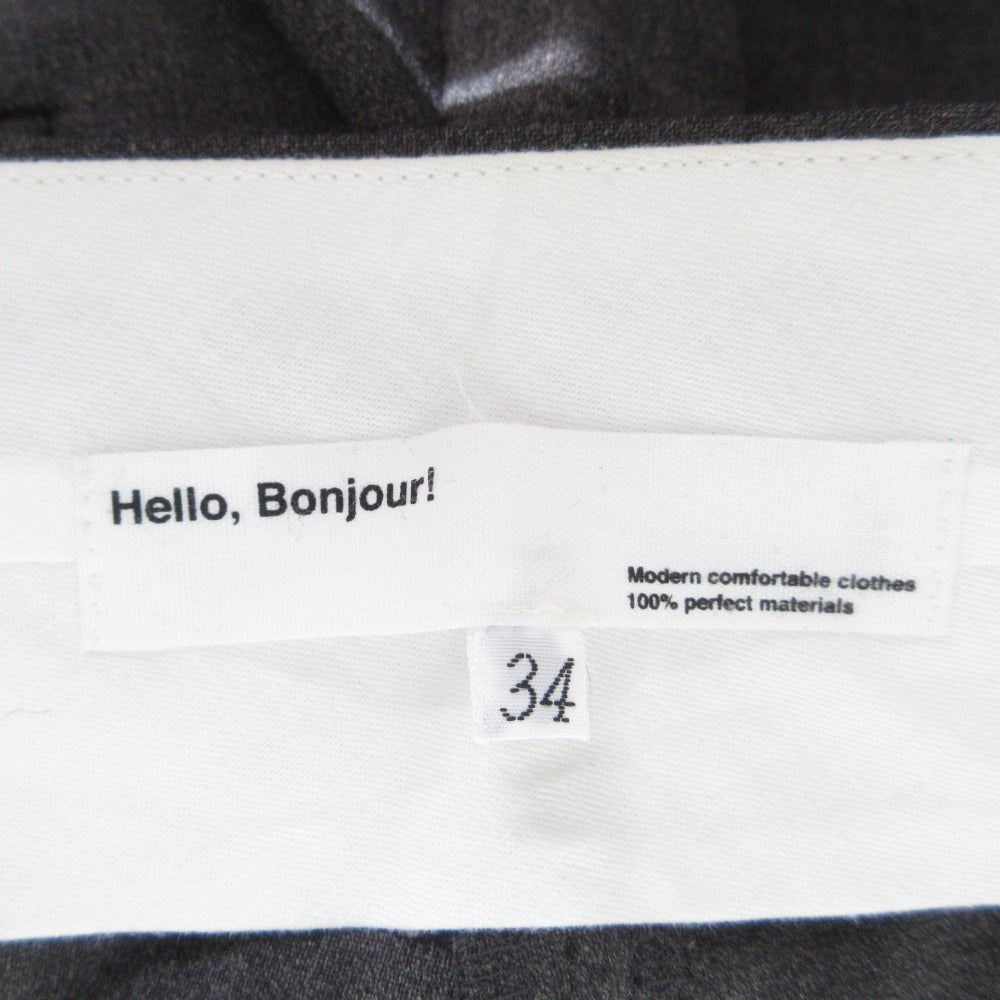 Hello, Bonjour!
Modern comfortable clothes
100% perfect materials
34